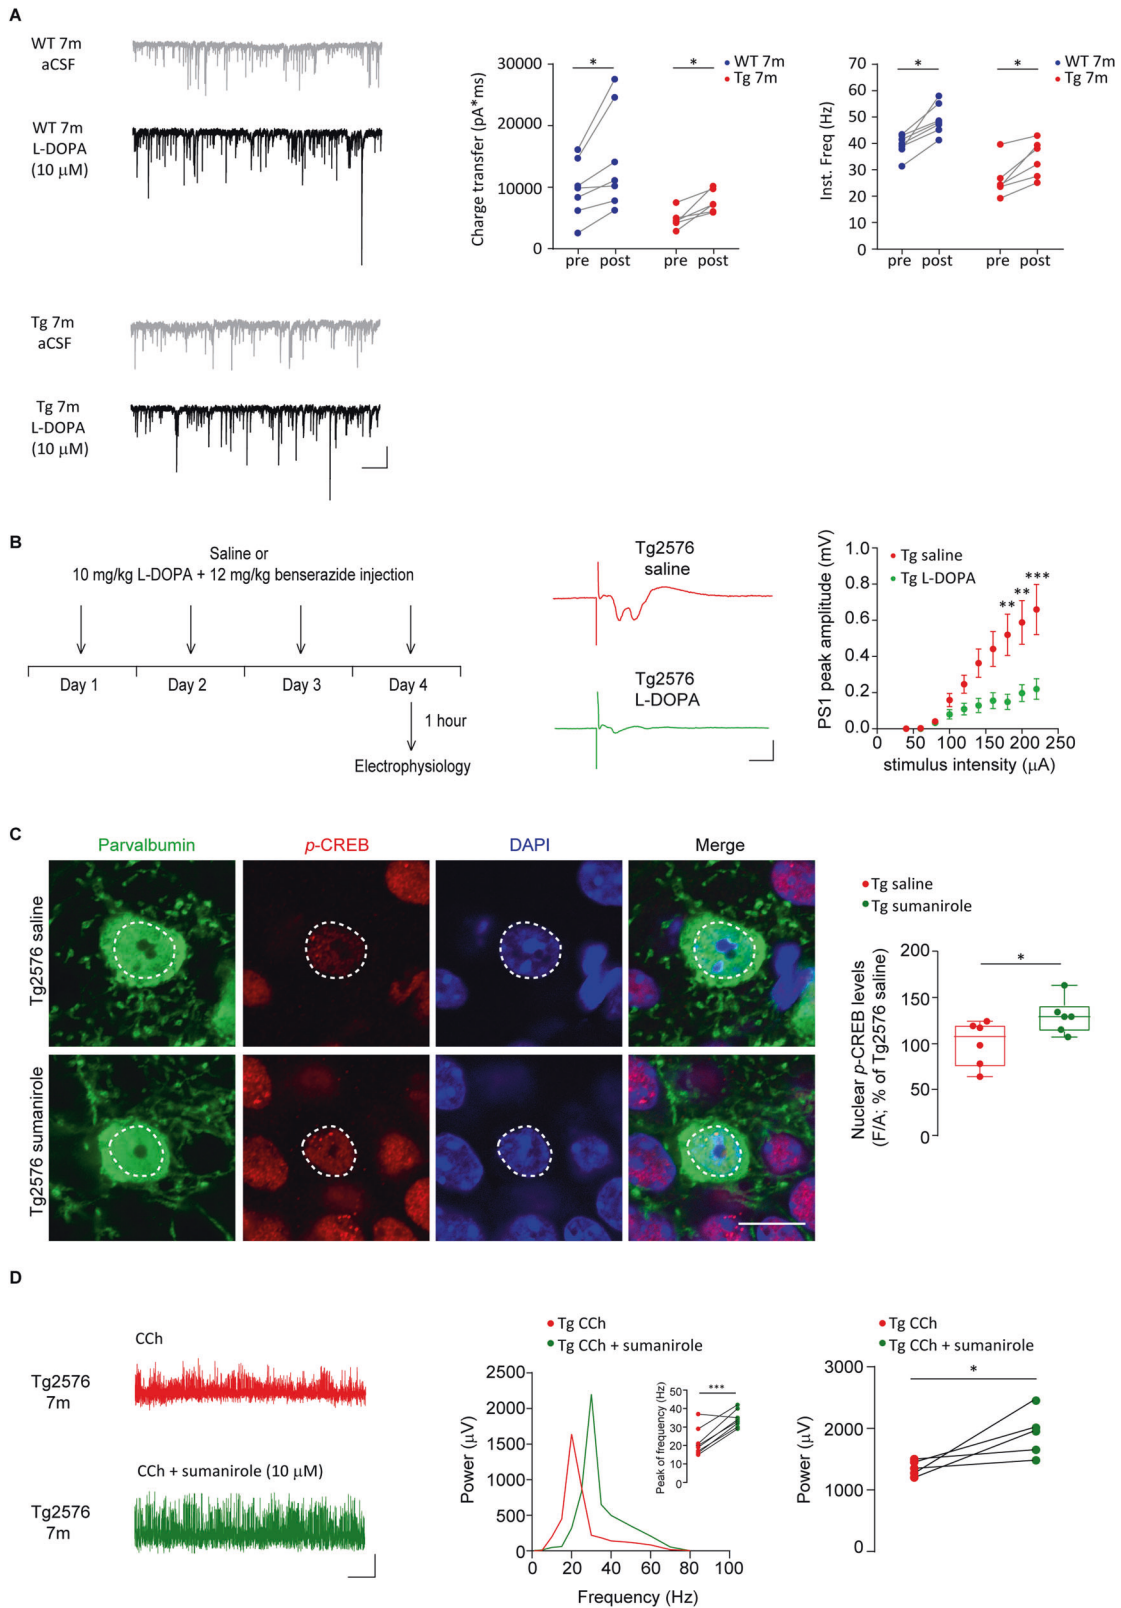 A
WT 7m
aCSF
WT 7m
L-DOPA
(10 µM)
Tg 7m
aCSF
Tg 7m
L-DOPA
(10 µM)
Charge transfer (pA*ms)
30000
20000
10000
0
* *
WT 7m
Tg 7m
pre post pre post
Inst. Freq (Hz)
70
60
50
40
30
20
10
0
* *
WT 7m
Tg 7m
pre post pre post
B
Saline or
10 mg/kg L-DOPA + 12 mg/kg benserazide injection
Day 1 Day 2 Day 3 Day 4
1 hour
Electrophysiology
Tg2576
saline
Tg2576
L-DOPA
PS1 peak amplitude (mV)
1.0
0.8
0.6
0.4
0.2
0.0
Tg saline
Tg L-DOPA
** ** ***
0 50 100 150 200 250
stimulus intensity (µA)
C
Parvalbumin p-CREB DAPI Merge
Tg2576 saline
Tg2576 sumanirole
Tg saline
Tg sumanirole
Nuclear p-CREB levels
(F/A; % of Tg2576 saline)
200
150
100
50
0
*
D
CCh
Tg2576
7m
CCh + sumanirole (10 µM)
Tg2576
7m
Tg CCh
Tg CCh + sumanirole
Power (µV)
2500
2000
1500
1000
500
0
0 20 40 60 80 100
Frequency (Hz)
Peak of frequency (Hz)
50
40
30
20
10
0
***
Tg CCh
Tg CCh + sumanirole
Power (µV)
3000
2000
1000
0
*